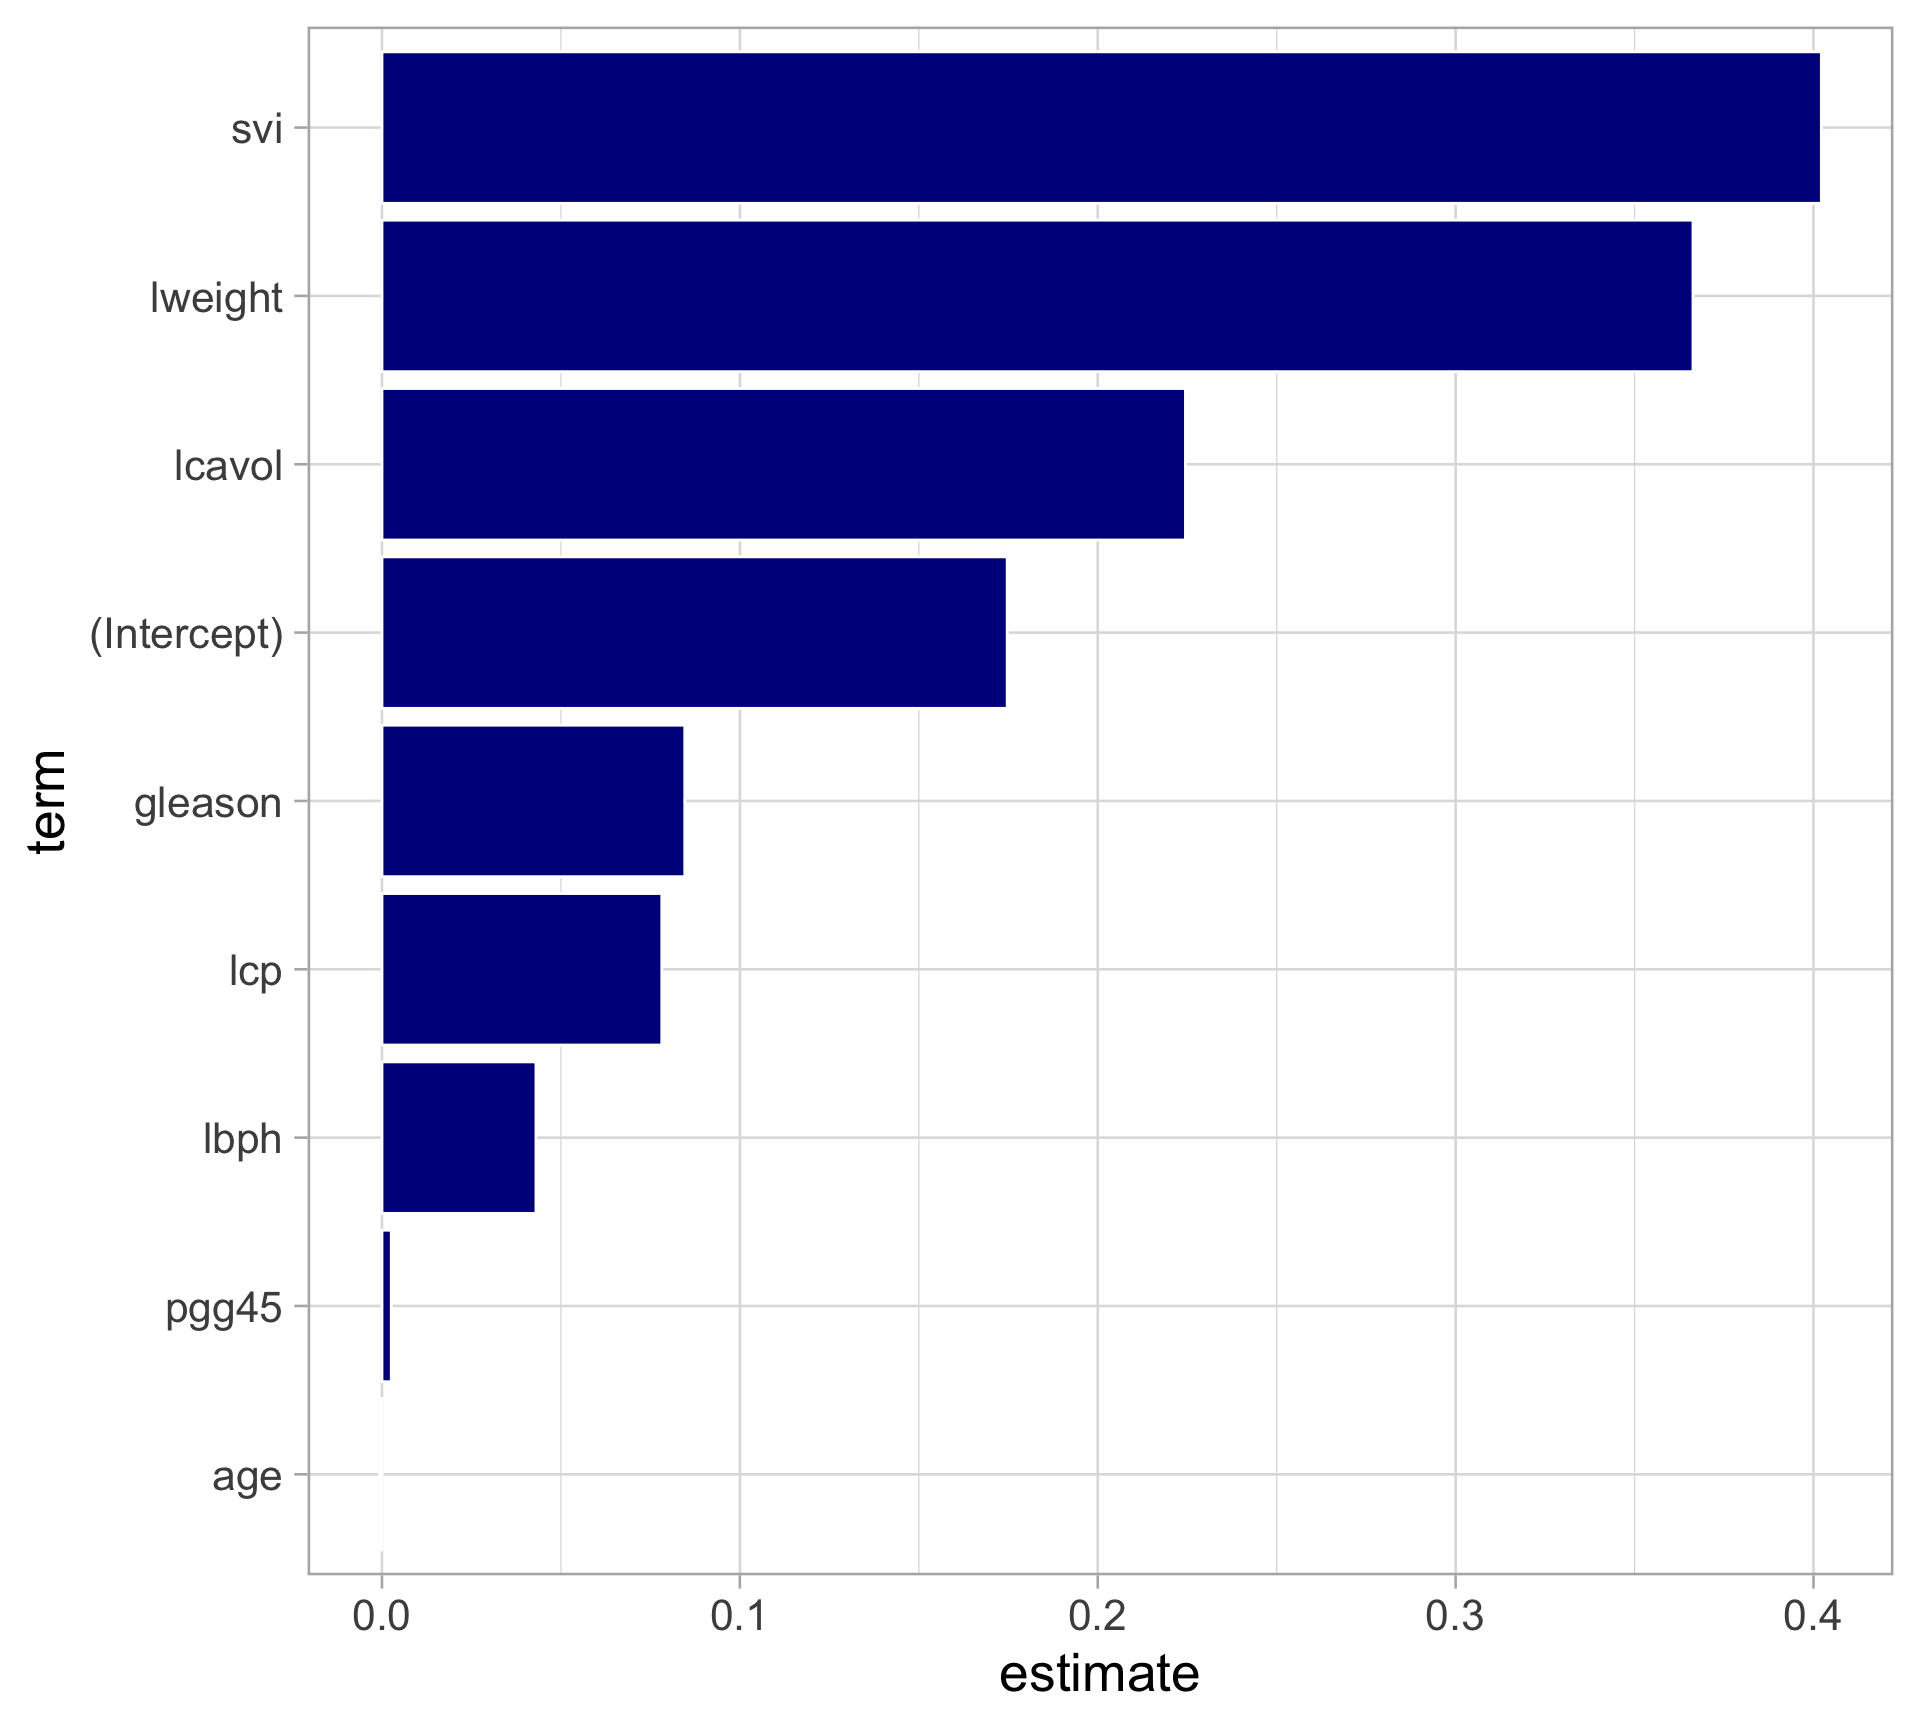 svi
lweight
lcavol
(Intercept)
gleason
lcp
lbph
pgg45
age
term
0.0 0.1 0.2 0.3 0.4
estimate